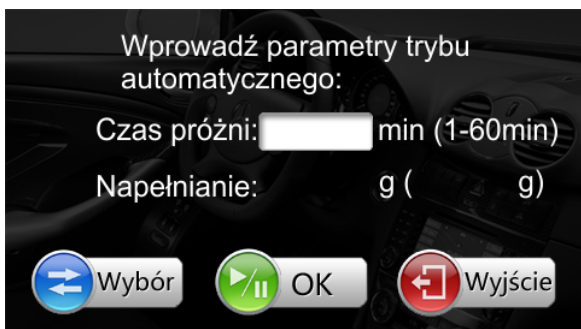 Wprowadź parametry trybu
automatycznego:
Czas próżni: min (1-60min)
Napełnianie: g ( g)
Wybór OK Wyjście